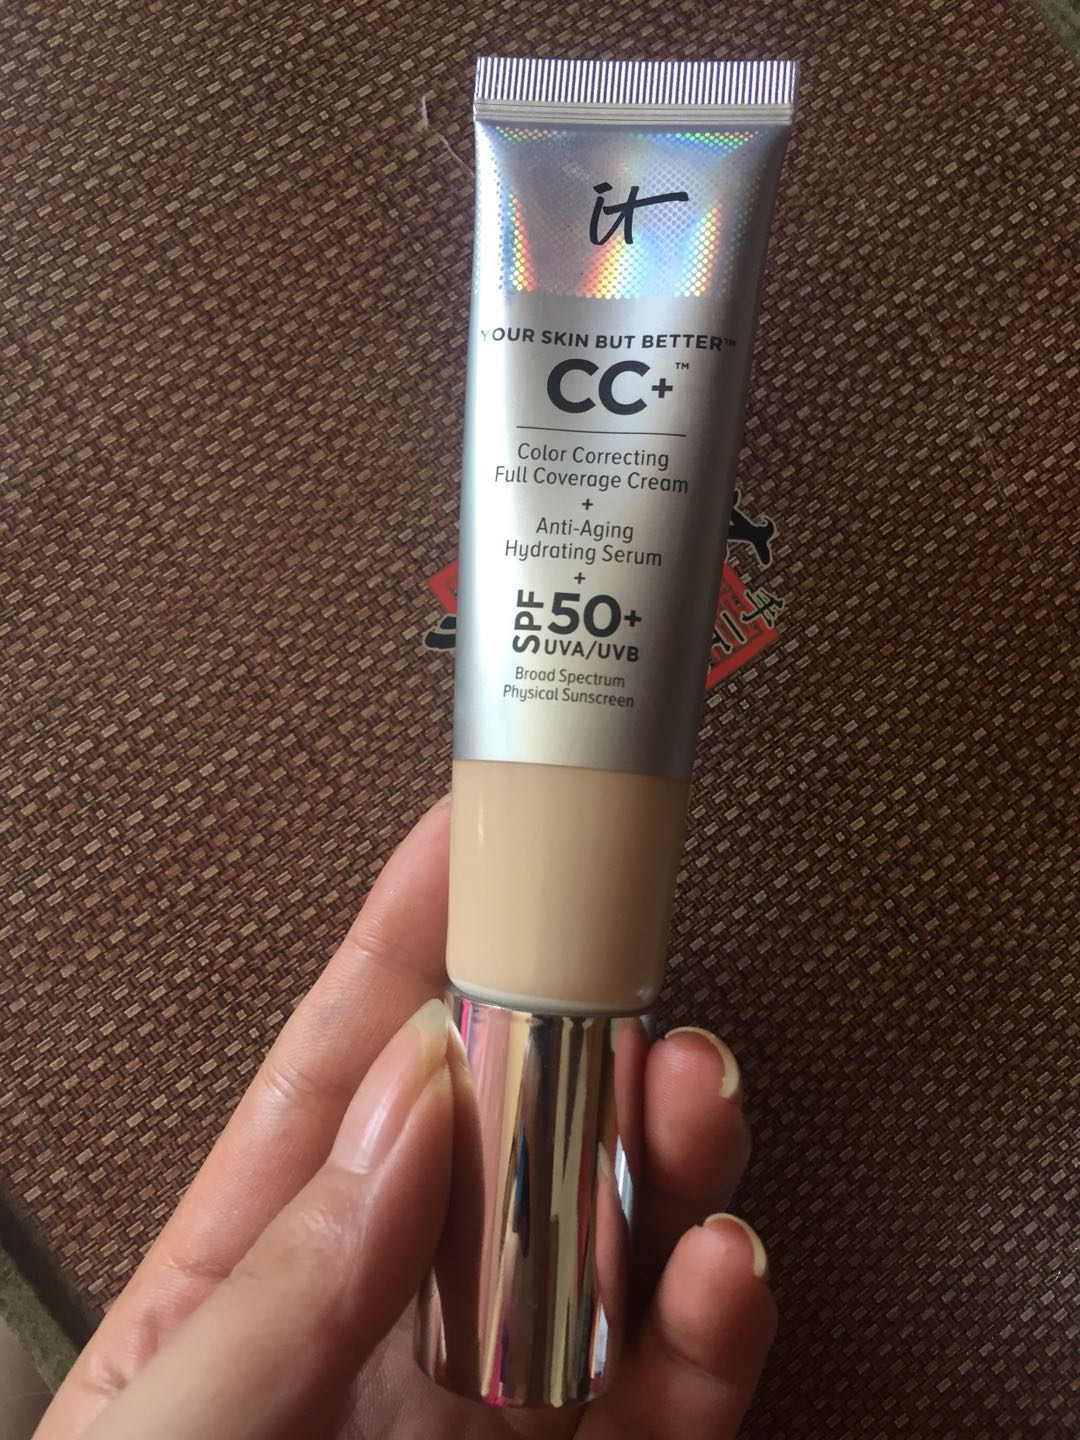 it
YOUR SKIN BUT BETTER™
CC+™
Color Correcting
Full Coverage Cream
+
Anti-Aging
Hydrating Serum
+
SPF 50+
UVA/UVB
Broad Spectrum
Physical Sunscreen